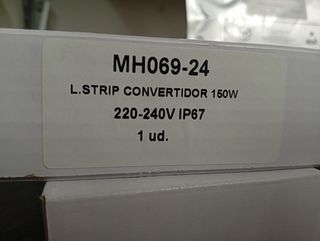 MH069-24
L.STRIP CONVERTIDOR 150W
220-240V IP67
1 ud.